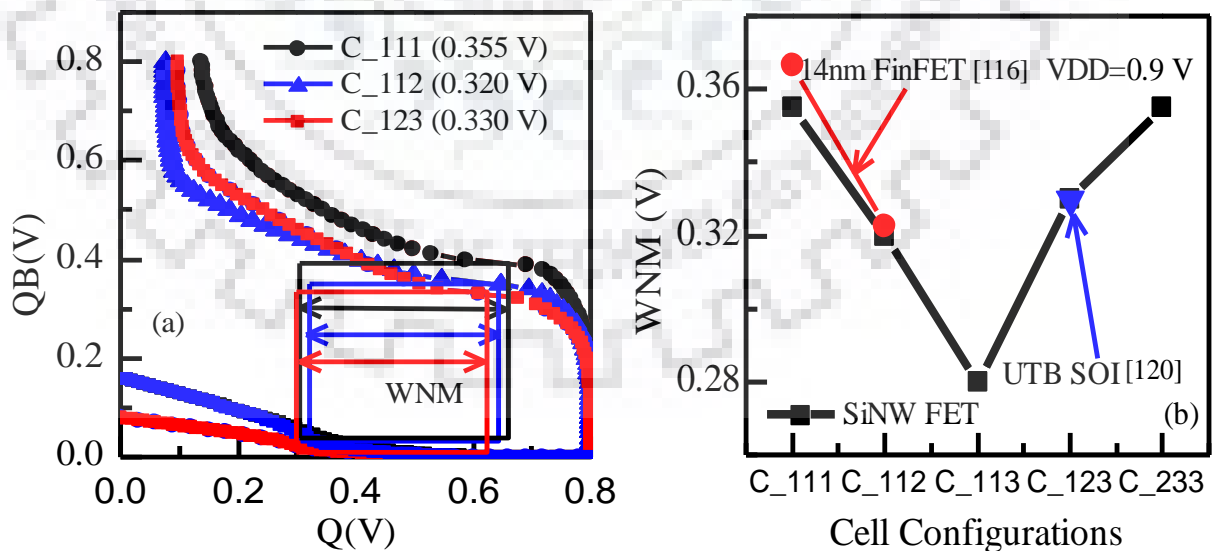 C_111 (0.355 V)
C_112 (0.320 V)
C_123 (0.330 V)
0.8
0.6
0.4
0.2
0.0
QB(V)
(a)
WNM
0.0 0.2 0.4 0.6 0.8
Q(V)
14nm FinFET [116] VDD=0.9 V
0.36
0.32
0.28
WNM (V)
UTB SOI [120]
SiNW FET
(b)
C_111 C_112 C_113 C_123 C_233
Cell Configurations